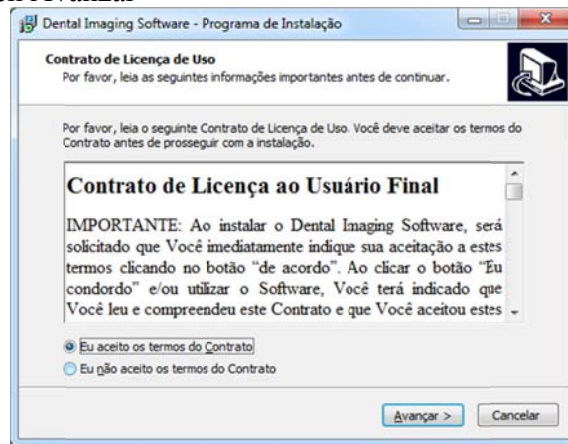 Dental Imaging Software - Programa de Instalação
Contrato de Licença de Uso
Por favor, leia as seguintes informações importantes antes de continuar.
Por favor, leia o seguinte Contrato de Licença de Uso. Você deve aceitar os termos do
Contrato antes de prosseguir com a instalação.
Contrato de Licença ao Usuário Final
IMPORTANTE: Ao instalar o Dental Imaging Software, será
solicitado que Você imediatamente indique sua aceitação a estes
termos clicando no botão “de acordo”. Ao clicar o botão “Eu
condordo” e/ou utilizar o Software, Você terá indicado que
Você leu e compreendeu este Contrato e que Você aceitou estes
Eu aceito os termos do Contrato
Eu não aceito os termos do Contrato
Avançar >
Cancelar